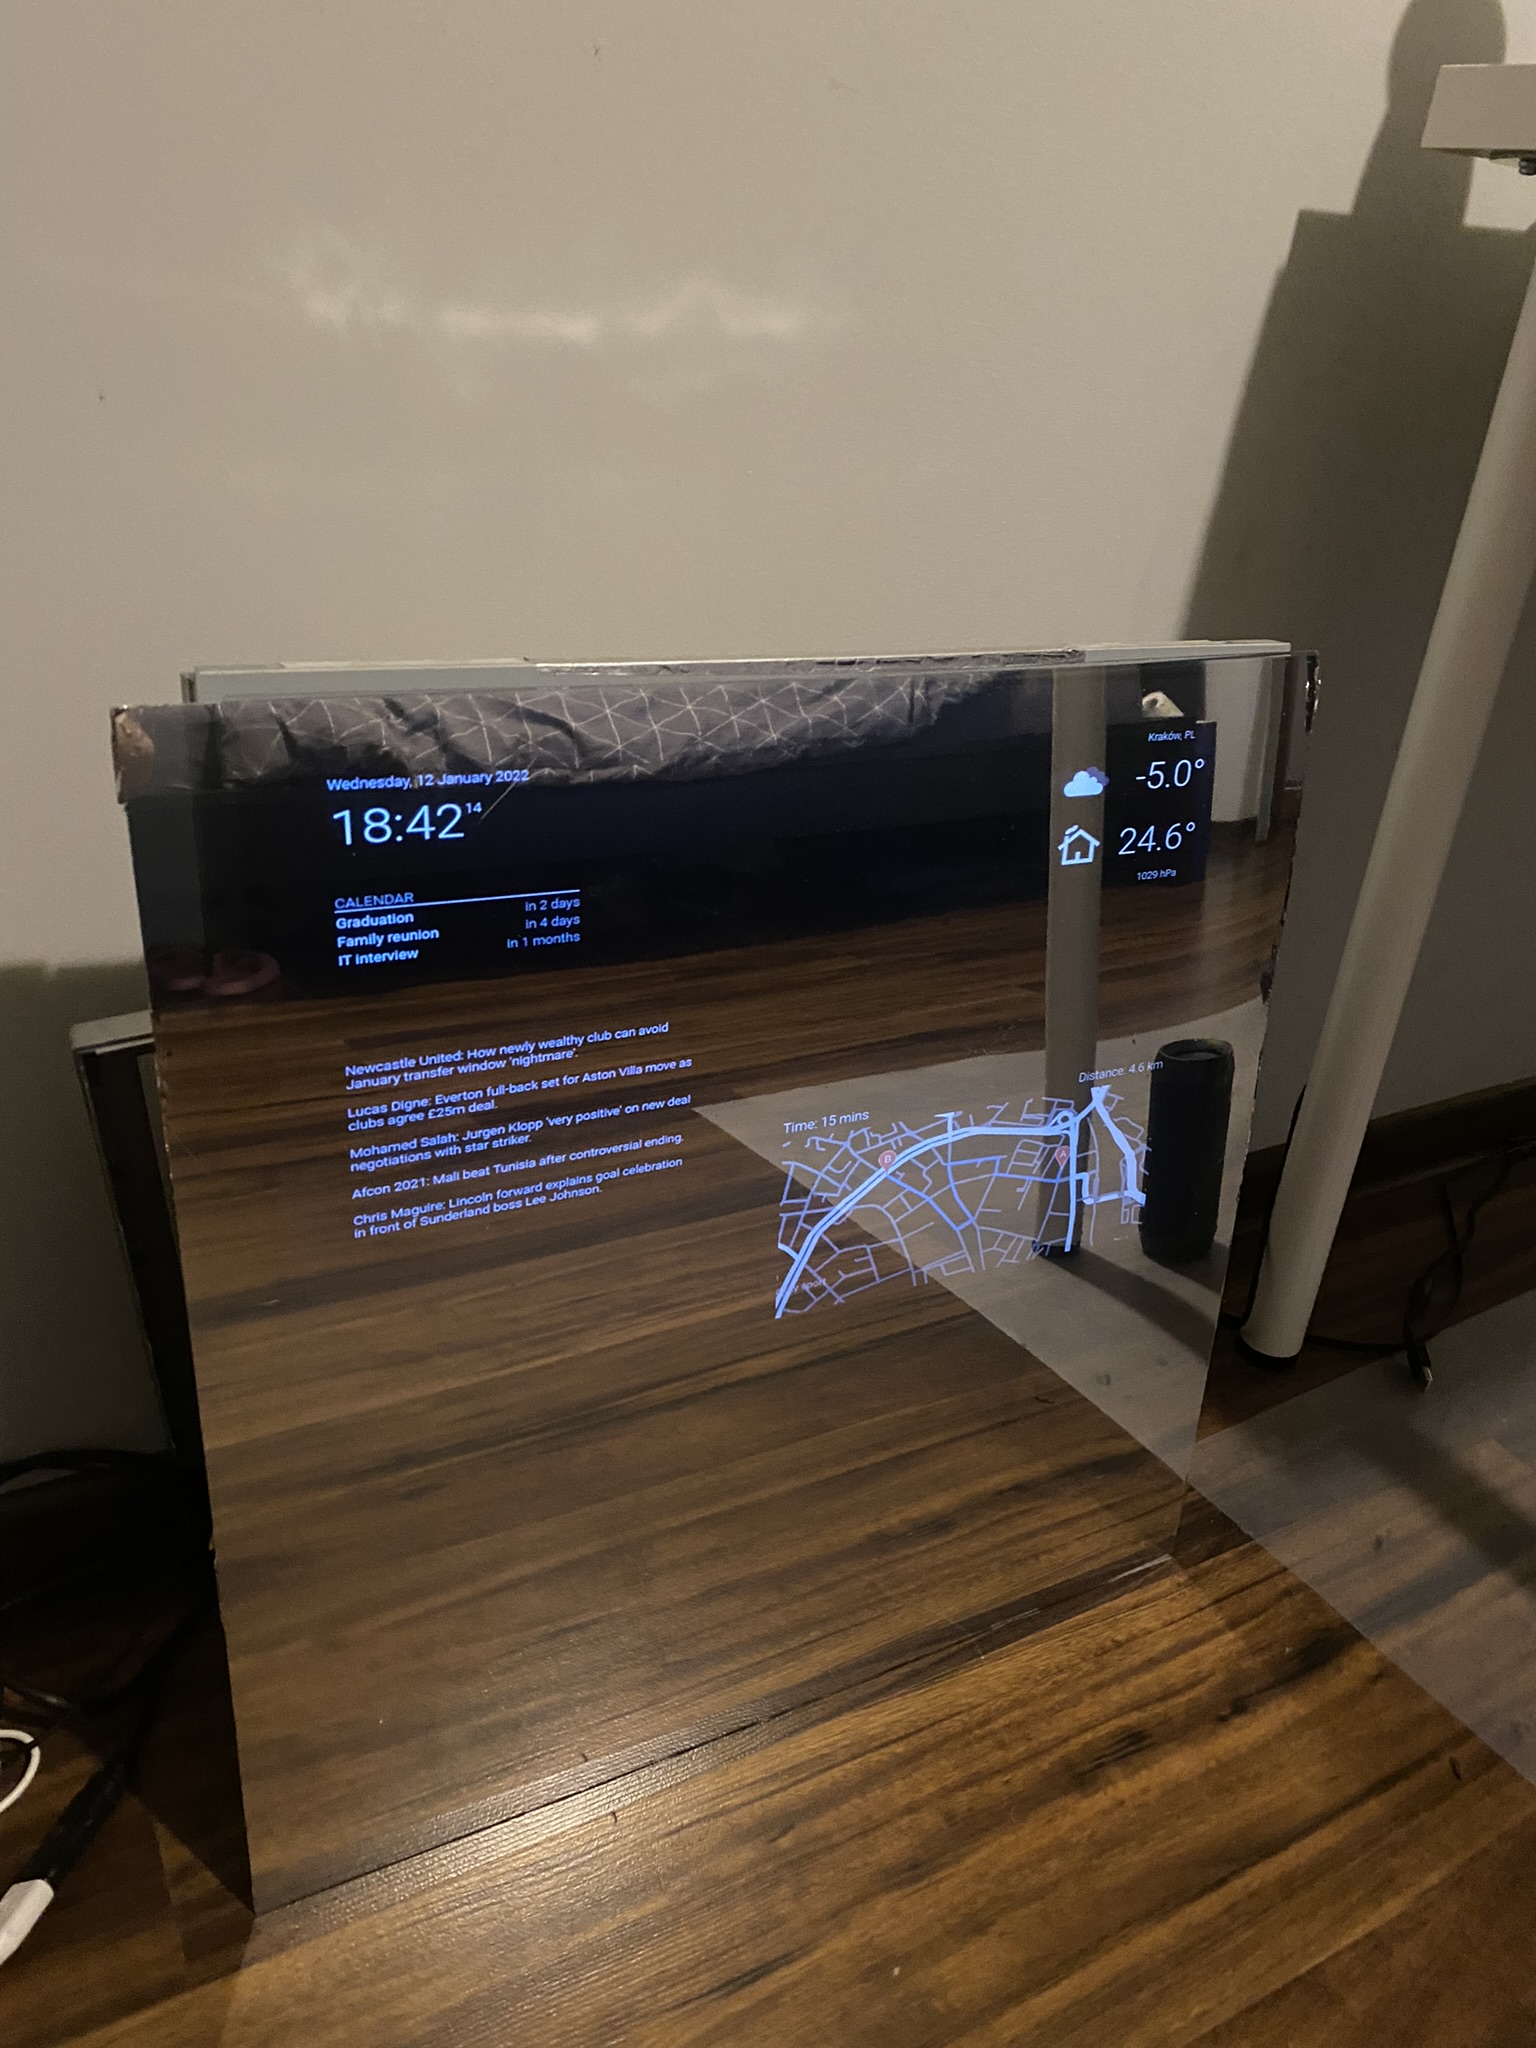 Wednesday, 12 January 2022
18:42 14
CALENDAR
Graduation in 2 days
Family reunion in 4 days
IT interview in 1 months
Kraków, PL
-5.0°
24.6°
1029 hPa
Newcastle United: How newly wealthy club can avoid
January transfer window 'nightmare'.
Lucas Digne: Everton full-back set for Aston Villa move as
clubs agree £25m deal.
Mohamed Salah: Jurgen Klopp 'very positive' on new deal
negotiations with star striker.
Afcon 2021: Mali beat Tunisia after controversial ending.
Chris Maguire: Lincoln forward explains goal celebration
in front of Sunderland boss Lee Johnson.
Time: 15 mins
Distance: 4.6 km
B
A